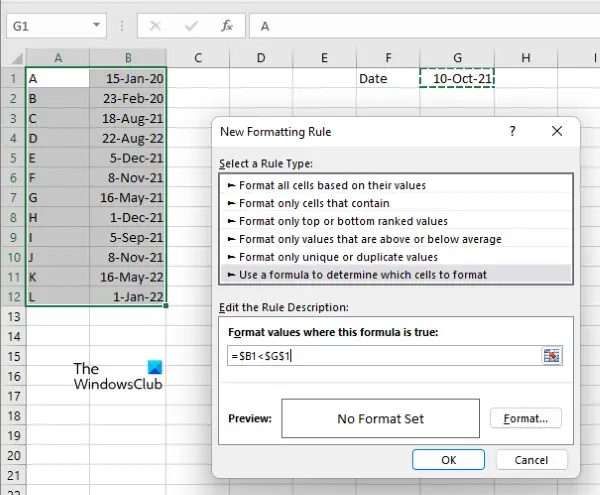 G1 fx A
A B C D E F G H I
1 A 15-Jan-20 Date 10-Oct-21
2 B 23-Feb-20
3 C 18-Aug-21
4 D 22-Aug-22
5 E 5-Dec-21
6 F 8-Nov-21
7 G 16-May-21
8 H 1-Dec-21
9 I 5-Sep-21
10 J 8-Nov-21
11 K 16-May-22
12 L 1-Jan-22
13
14
15
16
17
18
19
20
21
22
The
WindowsClub
New Formatting Rule ?
Select a Rule Type:
► Format all cells based on their values
► Format only cells that contain
► Format only top or bottom ranked values
► Format only values that are above or below average
► Format only unique or duplicate values
► Use a formula to determine which cells to format
Edit the Rule Description:
Format values where this formula is true:
=$B1<$G$1
Preview: No Format Set Format...
OK Cancel